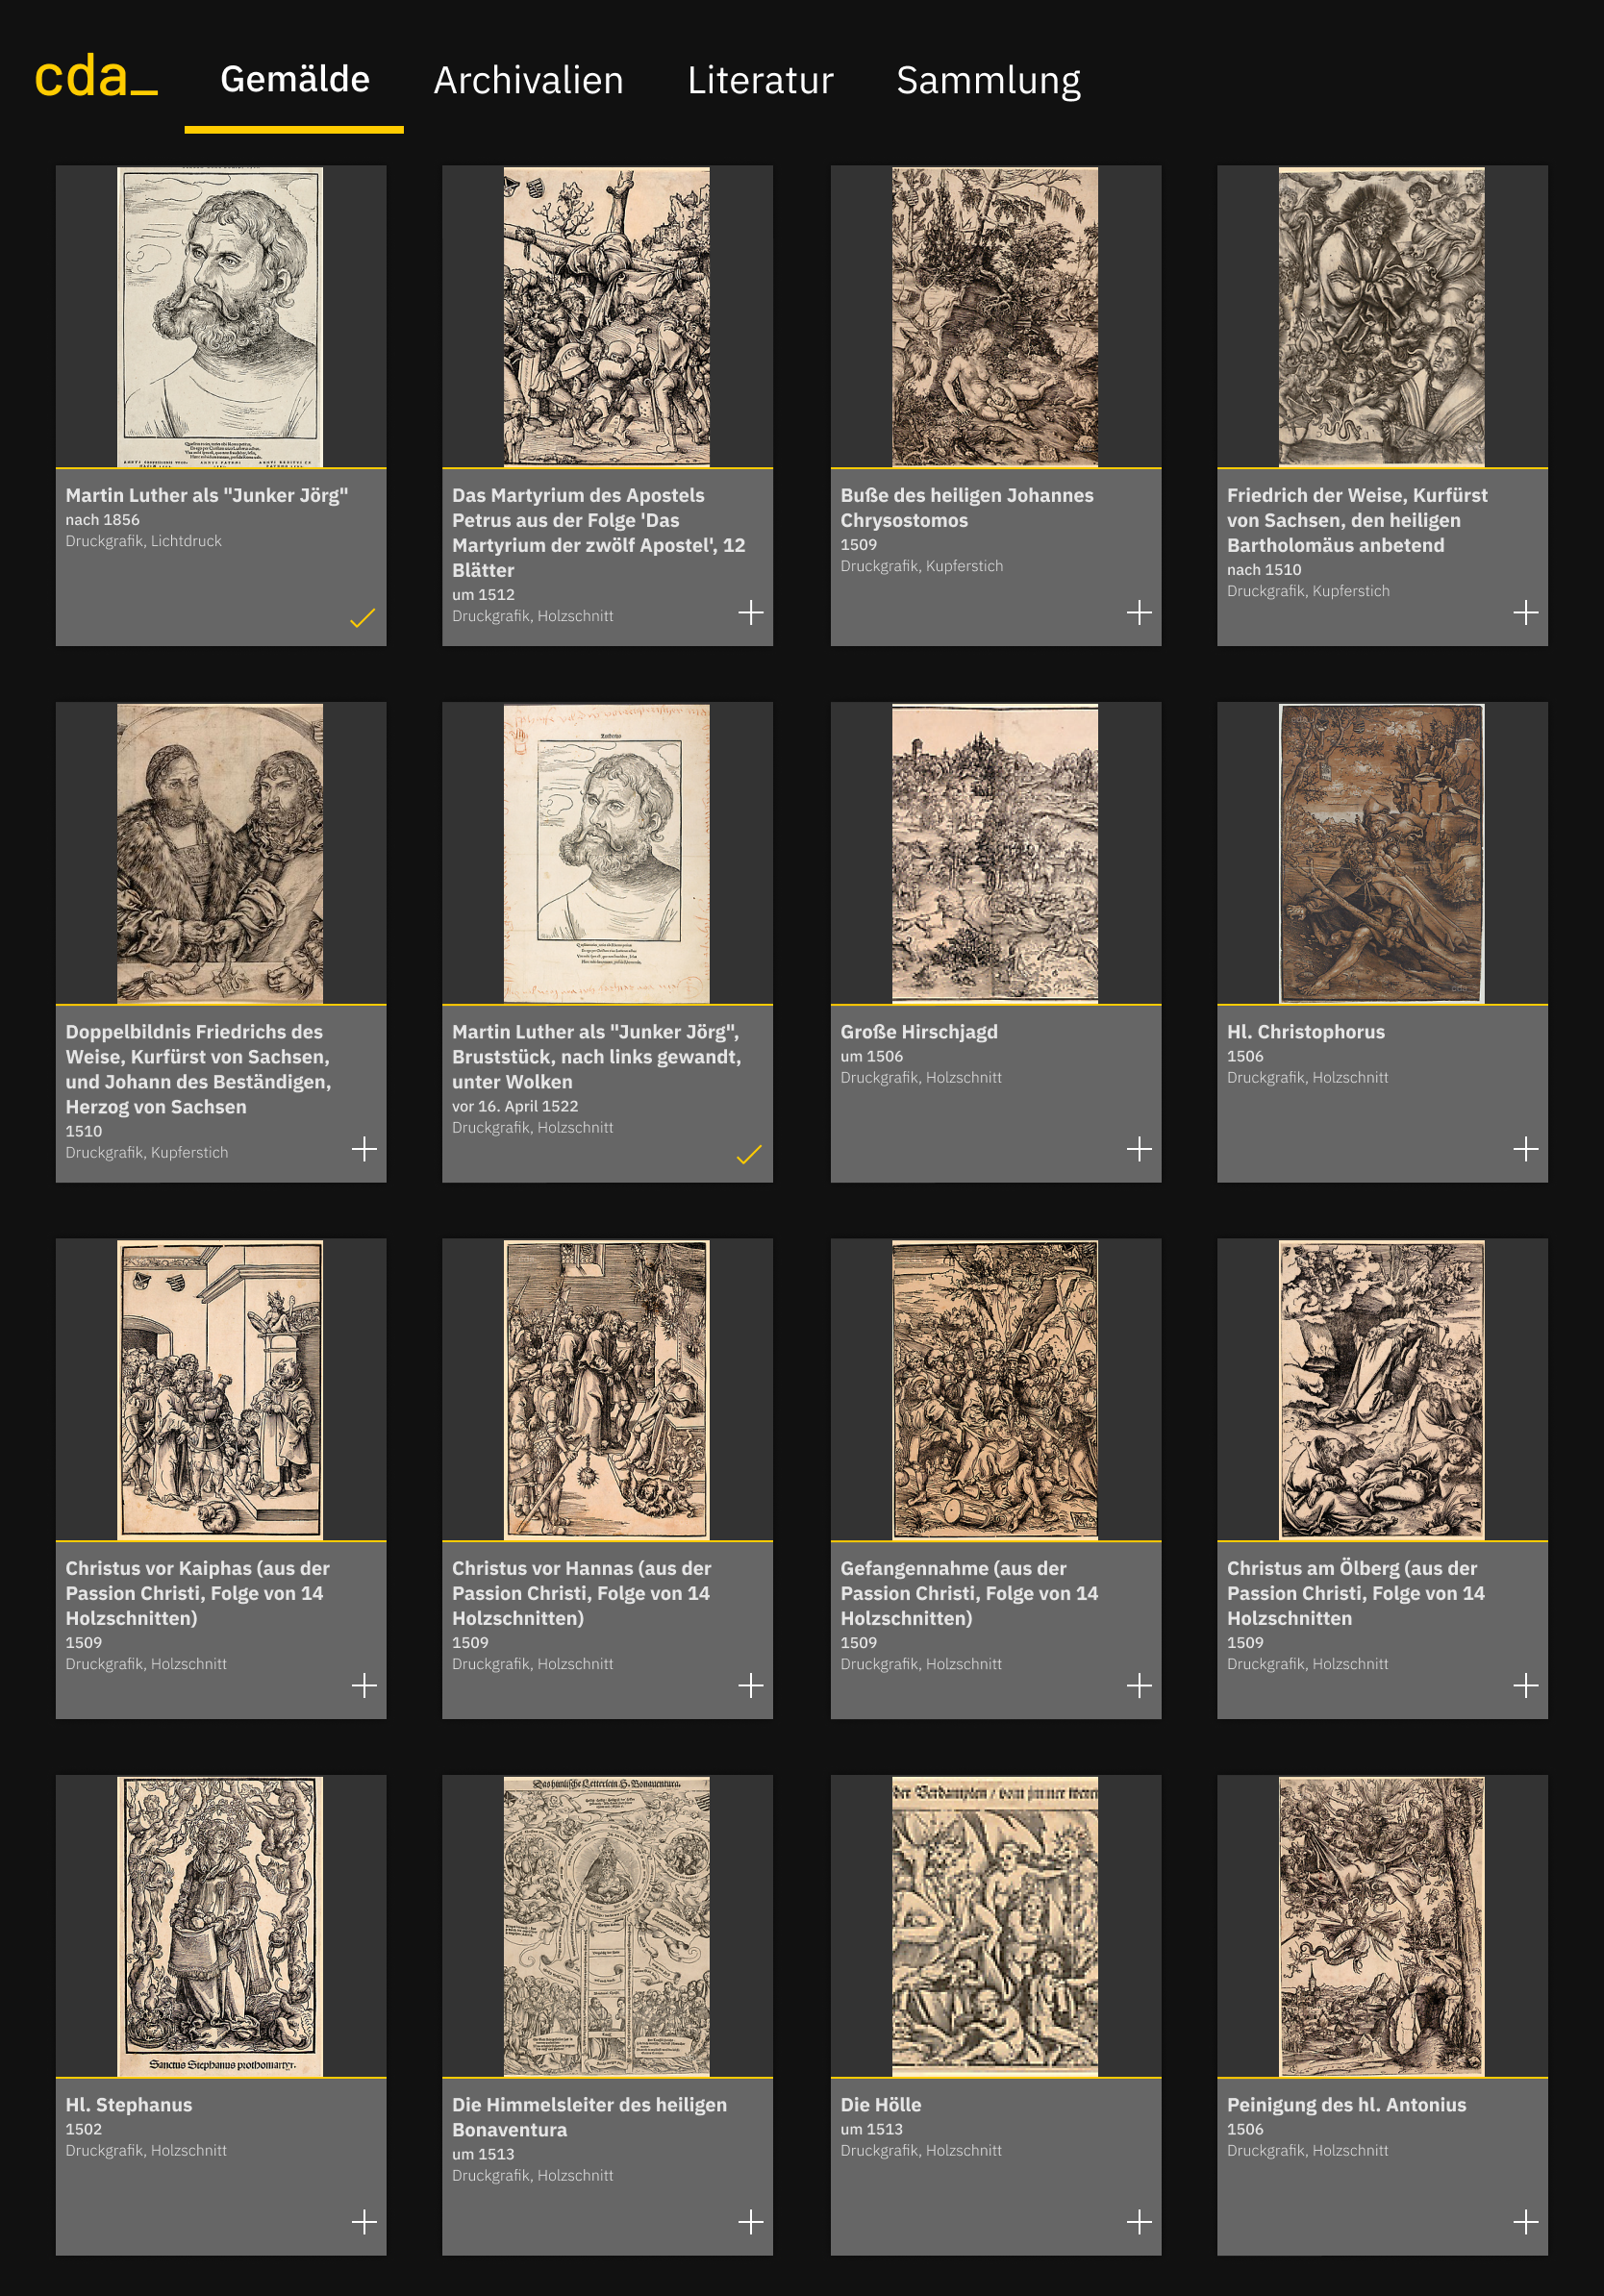 cda_
Gemälde
Archivalien
Literatur
Sammlung
Martin Luther als "Junker Jörg"
nach 1856
Druckgrafik, Lichtdruck
Das Martyrium des Apostels
Petrus aus der Folge 'Das
Martyrium der zwölf Apostel', 12
Blätter
um 1512
Druckgrafik, Holzschnitt
Buße des heiligen Johannes
Chrysostomos
1509
Druckgrafik, Kupferstich
Friedrich der Weise, Kurfürst
von Sachsen, den heiligen
Bartholomäus anbetend
nach 1510
Druckgrafik, Kupferstich
Doppelbildnis Friedrichs des
Weise, Kurfürst von Sachsen,
und Johann des Beständigen,
Herzog von Sachsen
1510
Druckgrafik, Kupferstich
Martin Luther als "Junker Jörg",
Bruststück, nach links gewandt,
unter Wolken
vor 16. April 1522
Druckgrafik, Holzschnitt
Große Hirschjagd
um 1506
Druckgrafik, Holzschnitt
Hl. Christophorus
1506
Druckgrafik, Holzschnitt
Christus vor Kaiphas (aus der
Passion Christi, Folge von 14
Holzschnitten)
1509
Druckgrafik, Holzschnitt
Christus vor Hannas (aus der
Passion Christi, Folge von 14
Holzschnitten)
1509
Druckgrafik, Holzschnitt
Gefangennahme (aus der
Passion Christi, Folge von 14
Holzschnitten)
1509
Druckgrafik, Holzschnitt
Christus am Ölberg (aus der
Passion Christi, Folge von 14
Holzschnitten
1509
Druckgrafik, Holzschnitt
Sanctus Stephanus prothomartyr.
Hl. Stephanus
1502
Druckgrafik, Holzschnitt
Die Himmelsleiter des heiligen
Bonaventura
um 1513
Druckgrafik, Holzschnitt
Die Hölle
um 1513
Druckgrafik, Holzschnitt
Peinigung des hl. Antonius
1506
Druckgrafik, Holzschnitt